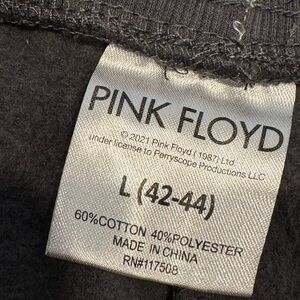 PINK FLOYD
© 2021 Pink Floyd (1987) Ltd.
under license to Perryscope Productions LLC
L (42-44)
60%COTTON 40%POLYESTER
MADE IN CHINA
RN#117508